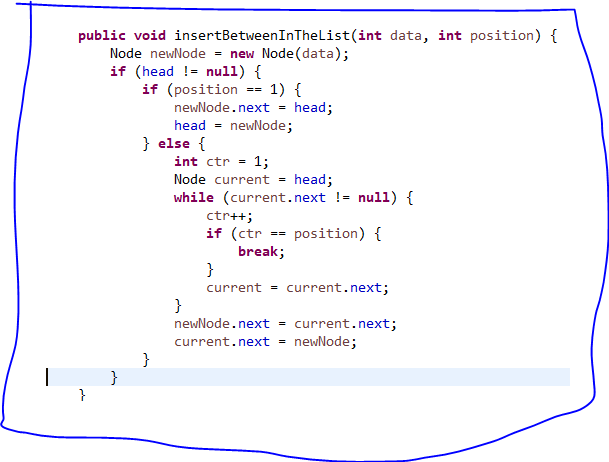 public void insertBetweenInTheList(int data, int position) {
Node newNode = new Node(data);
if (head != null) {
if (position == 1) {
newNode.next = head;
head = newNode;
} else {
int ctr = 1;
Node current = head;
while (current.next != null) {
ctr++;
if (ctr == position) {
break;
}
current = current.next;
}
newNode.next = current.next;
current.next = newNode;
}
}
}